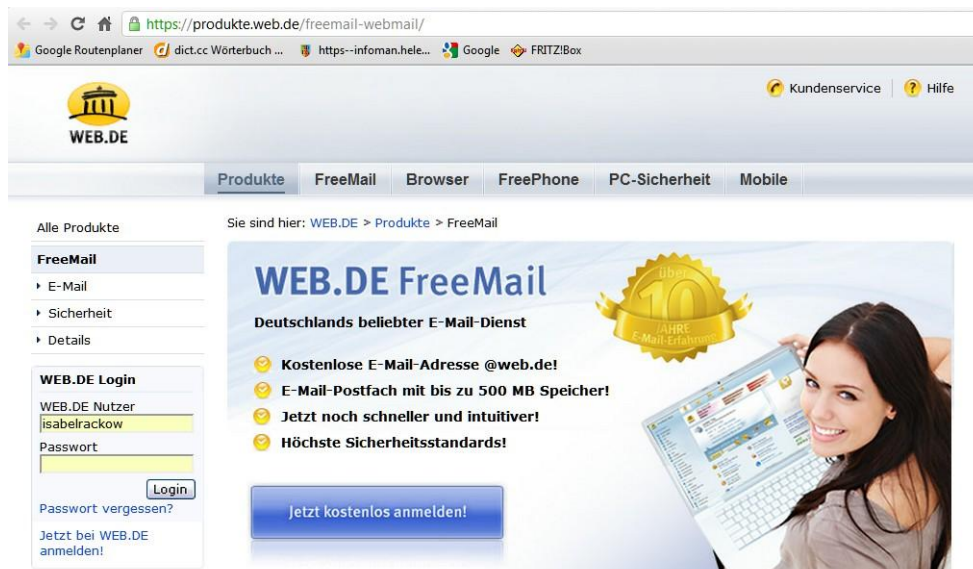 https://produkte.web.de/freemail-webmail/
Google Routenplaner dict.cc Wörterbuch ... https--infoman.hele... Google FRITZ!Box
WEB.DE
Kundenservice Hilfe
Produkte FreeMail Browser FreePhone PC-Sicherheit Mobile
Alle Produkte
FreeMail
E-Mail
Sicherheit
Details
WEB.DE Login
WEB.DE Nutzer
isabelrackow
Passwort
Login
Passwort vergessen?
Jetzt bei WEB.DE
anmelden!
Sie sind hier: WEB.DE > Produkte > FreeMail
WEB.DE FreeMail
Deutschlands beliebter E-Mail-Dienst
Kostenlose E-Mail-Adresse @web.de!
E-Mail-Postfach mit bis zu 500 MB Speicher!
Jetzt noch schneller und intuitiver!
Höchste Sicherheitsstandards!
über
10
JAHRE
E-Mail-Erfahrung
Jetzt kostenlos anmelden!